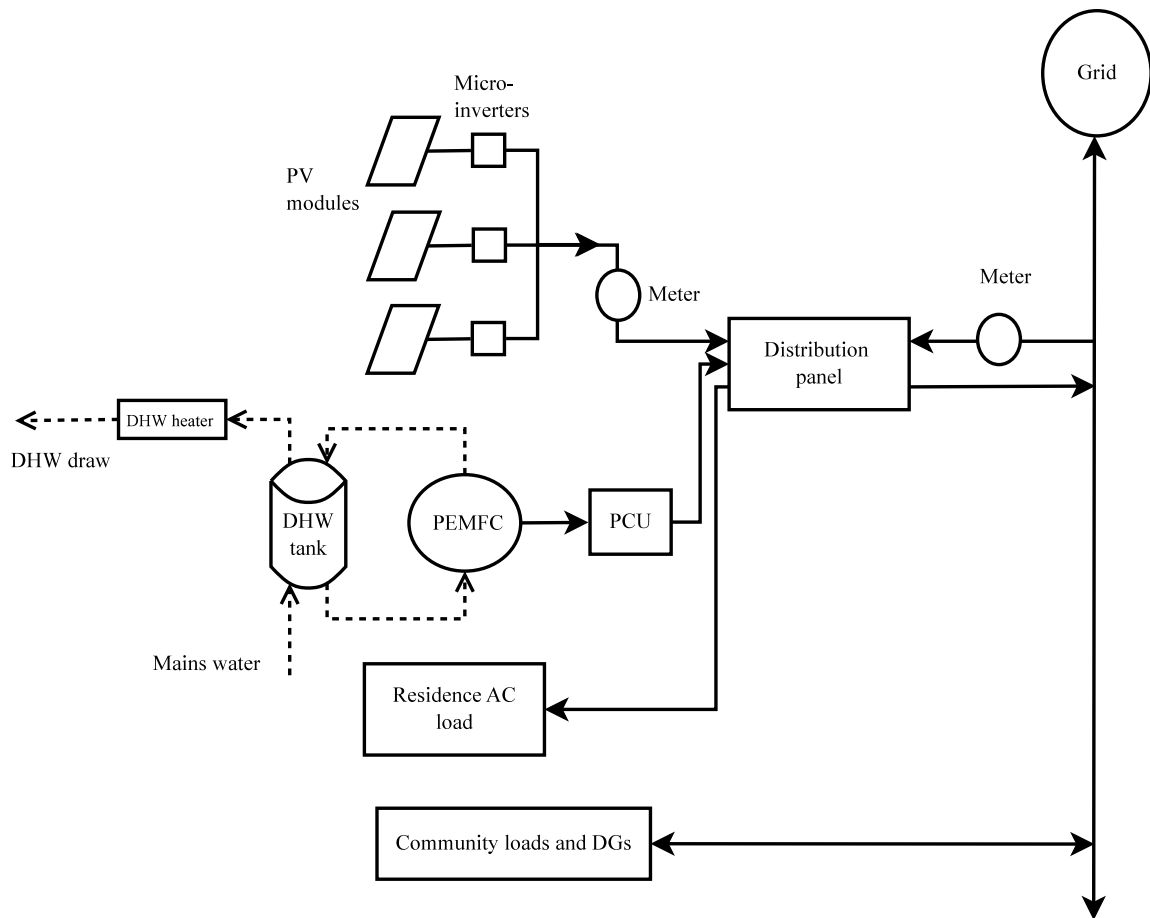 Grid
Micro-
inverters
PV
modules
Meter
Meter
Distribution
panel
DHW heater
DHW draw
DHW
tank
PEMFC
PCU
Mains water
Residence AC
load
Community loads and DGs